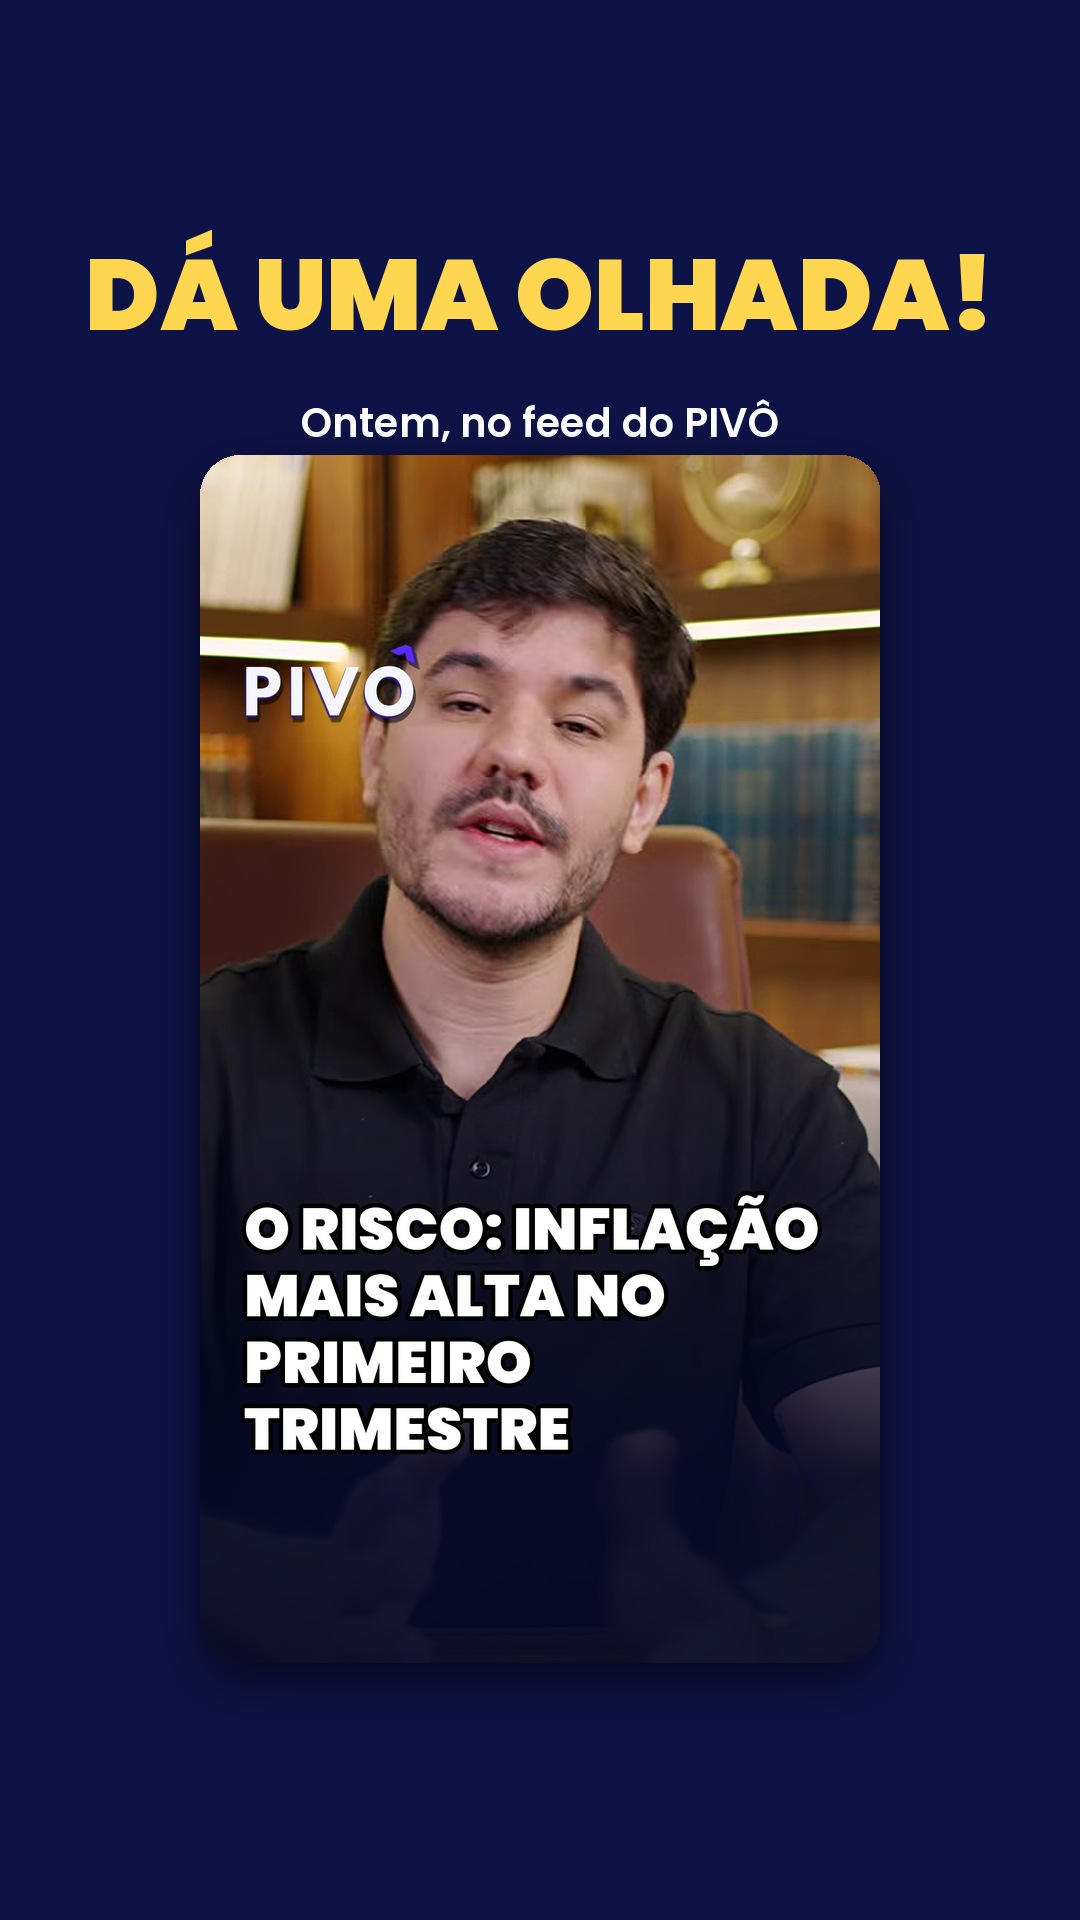 DÁ UMA OLHADA!
Ontem, no feed do PIVÔ
PIVÔ
O RISCO: INFLAÇÃO
MAIS ALTA NO
PRIMEIRO
TRIMESTRE